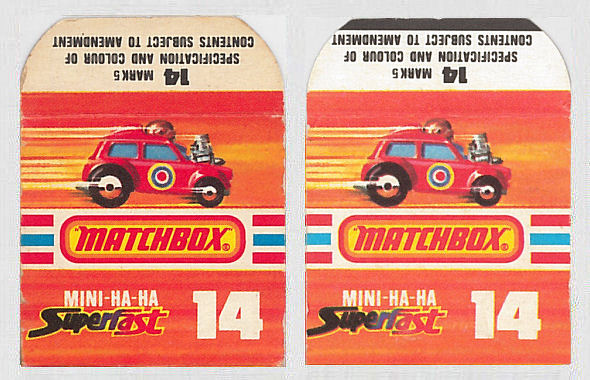 14 MARK 5
SPECIFICATION AND COLOUR OF
CONTENTS SUBJECT TO AMENDMENT
"MATCHBOX"®
MINI-HA-HA
Superfast
14
14 MARK 5
SPECIFICATION AND COLOUR OF
CONTENTS SUBJECT TO AMENDMENT
"MATCHBOX"®
MINI-HA-HA
Superfast
14